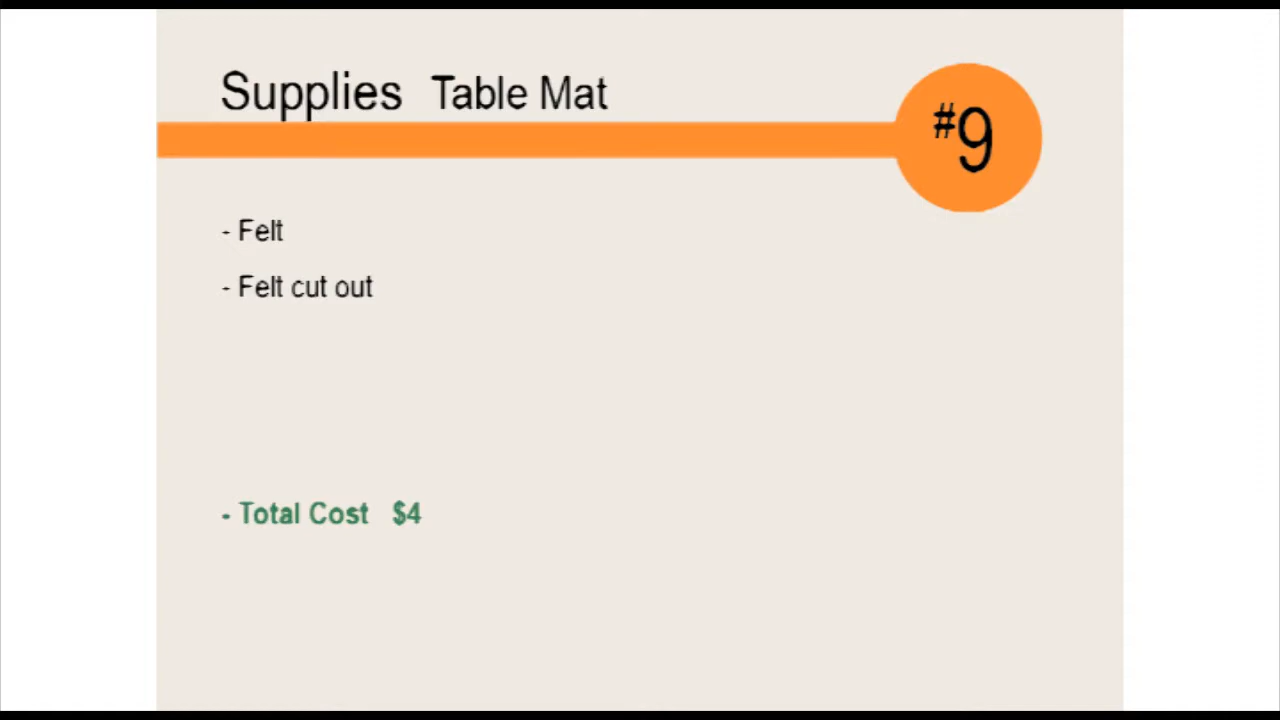 Supplies Table Mat
#9
- Felt
- Felt cut out
- Total Cost $4